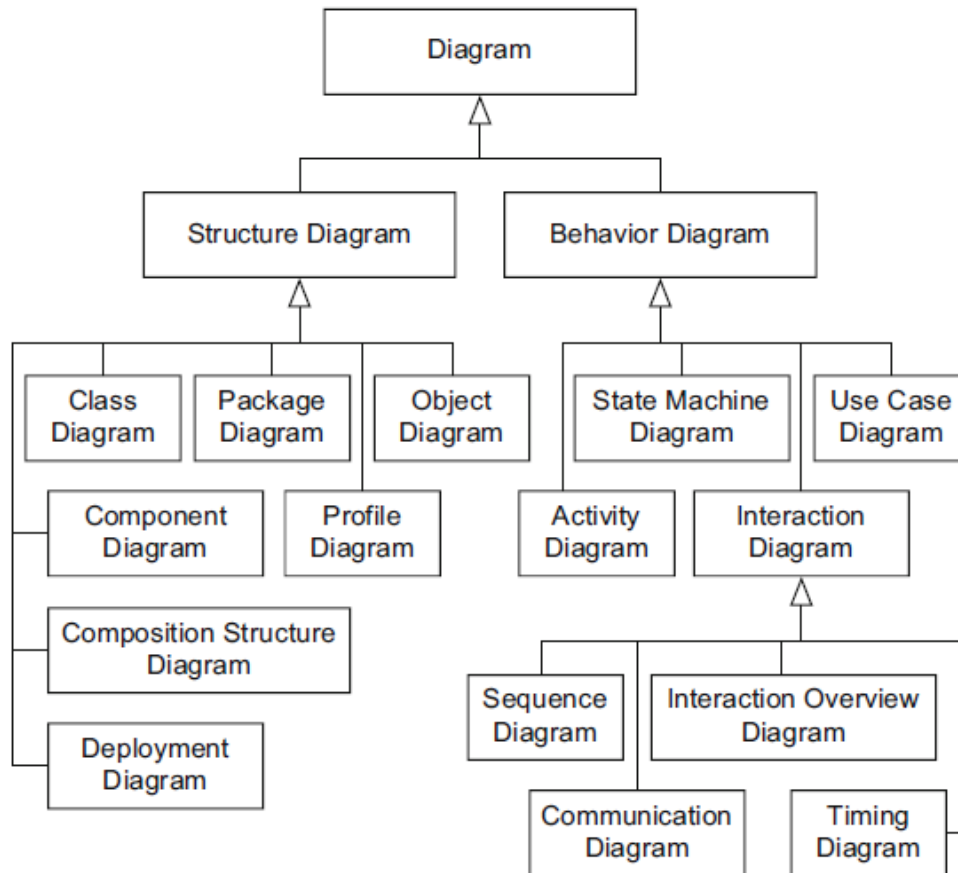 Diagram
Structure Diagram
Behavior Diagram
Class
Diagram
Package
Diagram
Object
Diagram
State Machine
Diagram
Use Case
Diagram
Component
Diagram
Profile
Diagram
Activity
Diagram
Interaction
Diagram
Composition Structure
Diagram
Sequence
Diagram
Interaction Overview
Diagram
Deployment
Diagram
Communication
Diagram
Timing
Diagram